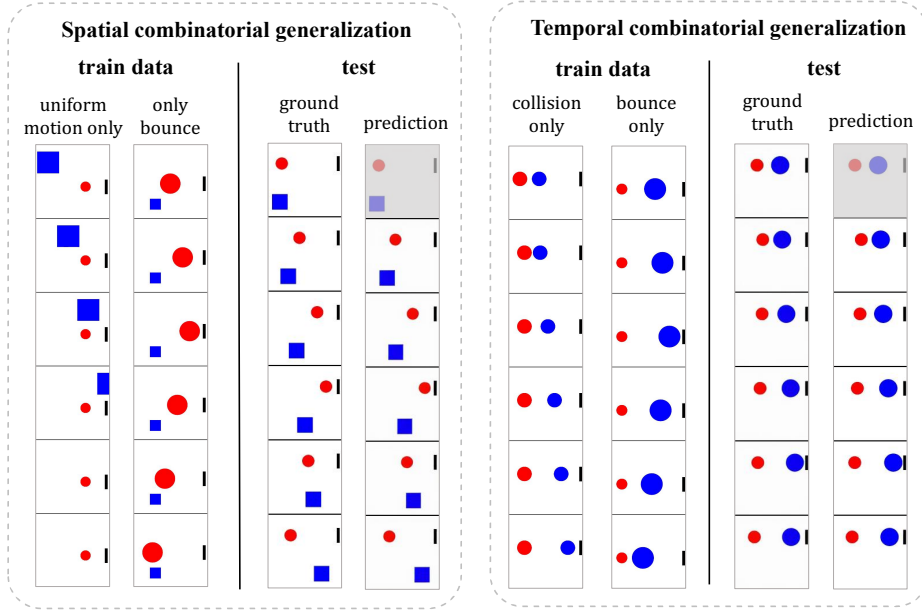 Spatial combinatorial generalization
train data
test
uniform
motion only
only
bounce
ground
truth
prediction
Temporal combinatorial generalization
train data
test
collision
only
bounce
only
ground
truth
prediction